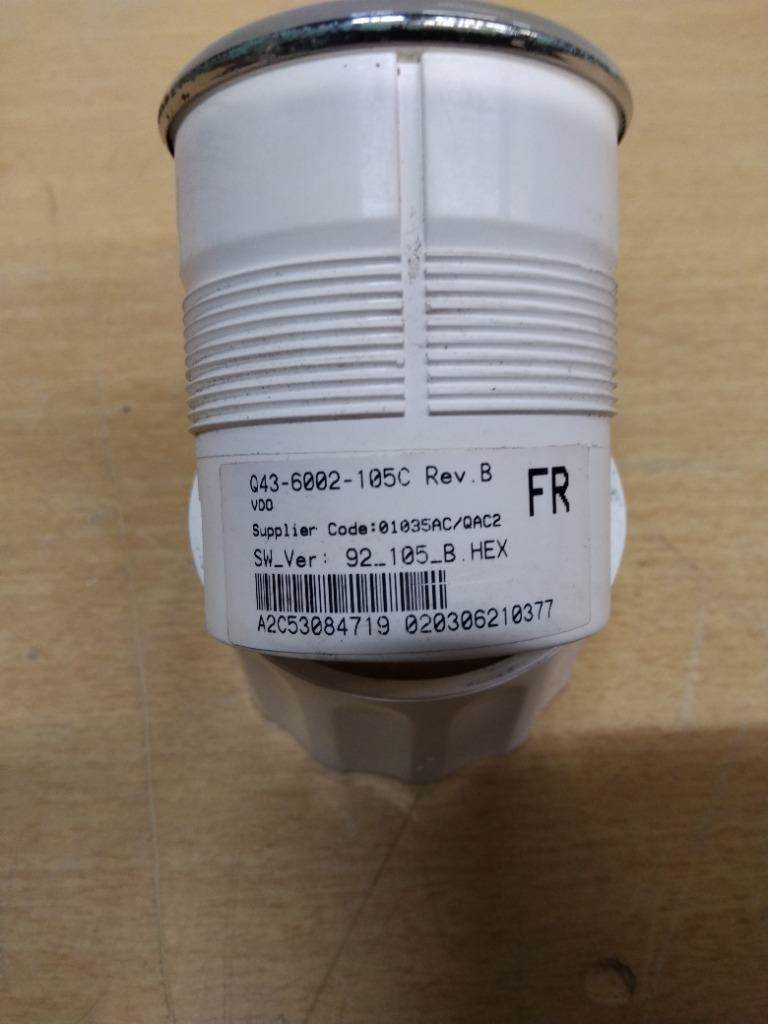 Q43-6002-105C Rev.B
FR
VDO
Supplier Code:01035AC/QAC2
SW_Ver: 92_105_B.HEX
A2C53084719 020306210377